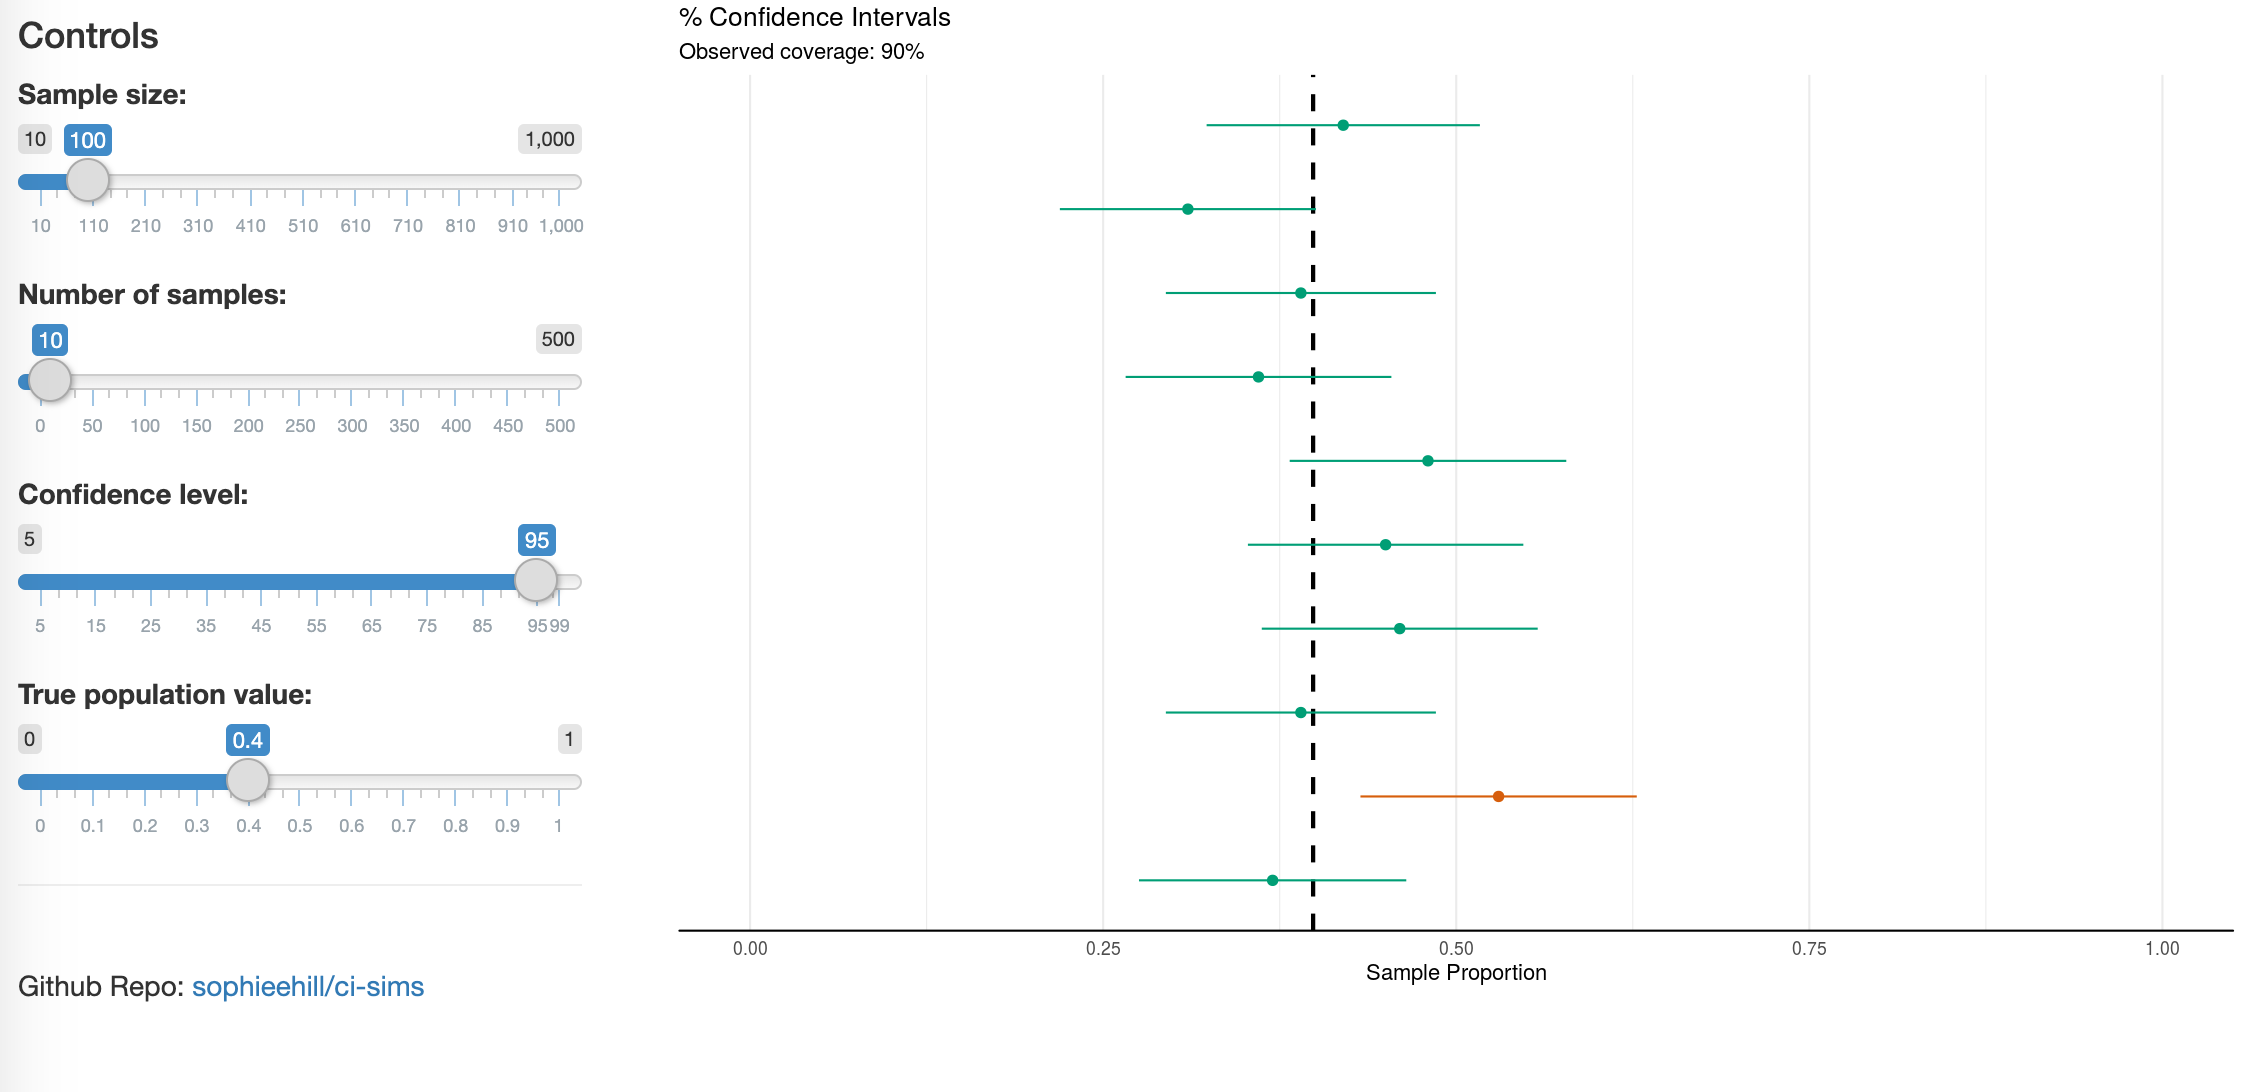 Controls
Sample size:
10 100 1,000
10 110 210 310 410 510 610 710 810 910 1,000
Number of samples:
10 500
0 50 100 150 200 250 300 350 400 450 500
Confidence level:
5 95
5 15 25 35 45 55 65 75 85 95 99
True population value:
0 0.4 1
0 0.1 0.2 0.3 0.4 0.5 0.6 0.7 0.8 0.9 1
Github Repo: sophieehill/ci-sims
% Confidence Intervals
Observed coverage: 90%
0.00 0.25 0.50 0.75 1.00
Sample Proportion